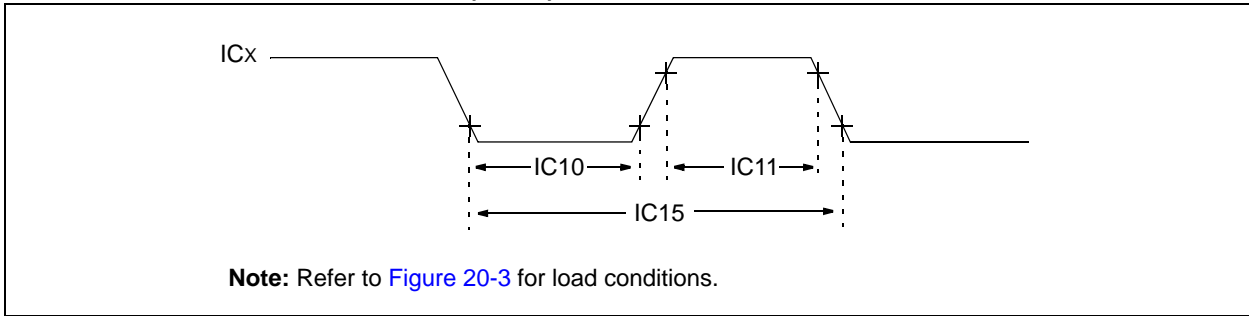 ICX
IC10
IC11
IC15
Note: Refer to Figure 20-3 for load conditions.